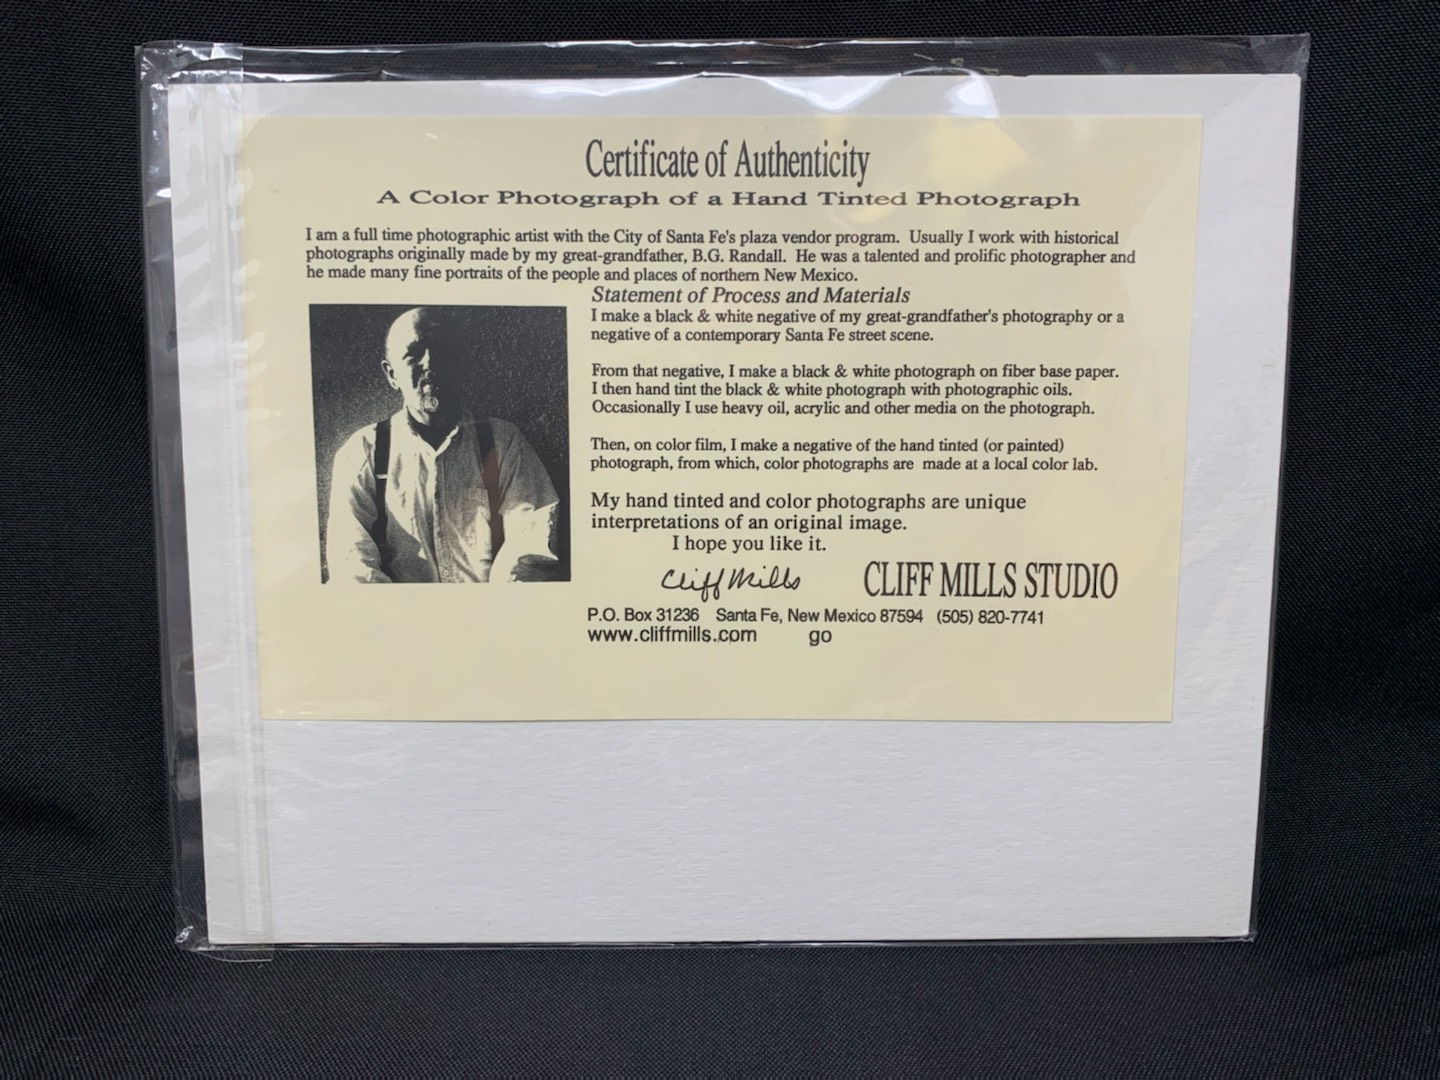 Certificate of Authenticity
A Color Photograph of a Hand Tinted Photograph
I am a full time photographic artist with the City of Santa Fe's plaza vendor program. Usually I work with historical
photographs originally made by my great-grandfather, B.G. Randall. He was a talented and prolific photographer and
he made many fine portraits of the people and places of northern New Mexico.
Statement of Process and Materials
I make a black & white negative of my great-grandfather's photography or a
negative of a contemporary Santa Fe street scene.
From that negative, I make a black & white photograph on fiber base paper.
I then hand tint the black & white photograph with photographic oils.
Occasionally I use heavy oil, acrylic and other media on the photograph.
Then, on color film, I make a negative of the hand tinted (or painted)
photograph, from which, color photographs are made at a local color lab.
My hand tinted and color photographs are unique
interpretations of an original image.
I hope you like it.
Cliff Mills CLIFF MILLS STUDIO
P.O. Box 31236 Santa Fe, New Mexico 87594 (505) 820-7741
www.cliffmills.com go